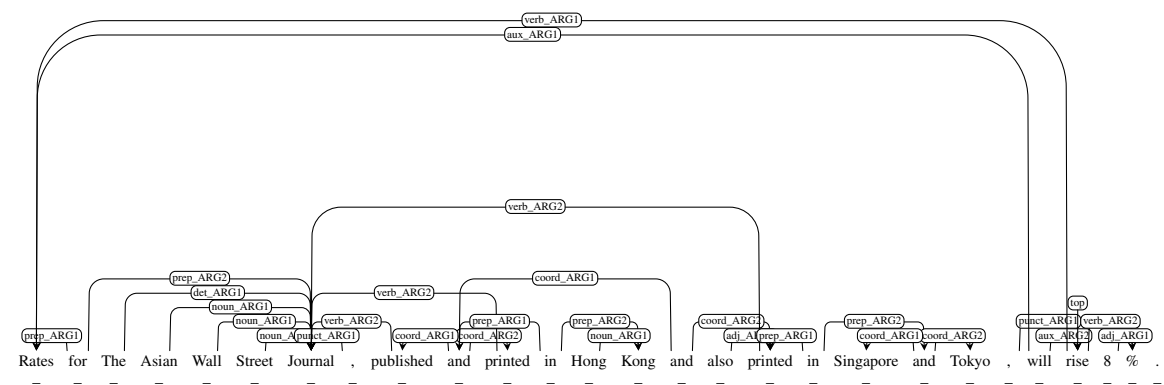 verb_ARG1
aux_ARG1
verb_ARG2
prep_ARG2 coord_ARG1
det_ARG1 verb_ARG2
noun_ARG1 top
noun_ARG1 verb_ARG2 prep_ARG1 prep_ARG2 coord_ARG2 prep_ARG2 punct_ARG1 verb_ARG2
prep_ARG1 punct_ARG1 coord_ARG1 coord_ARG2 noun_ARG1 prep_ARG1 coord_ARG1 coord_ARG2 aux_ARG2 adj_ARG1
Rates for The Asian Wall Street Journal , published and printed in Hong Kong and also printed in Singapore and Tokyo , will rise 8 % .
_ _ _ _ _ _ _ _ _ _ _ _ _ _ _ _ _ _ _ _ _ _ _ _ _ _ _